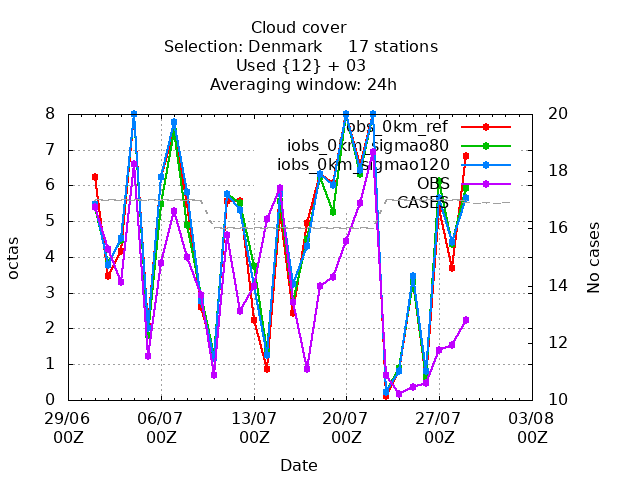 Cloud cover
Selection: Denmark     17 stations
Used {12} + 03
Averaging window: 24h
iobs_0km_ref
iobs_0km_sigmao80
iobs_0km_sigmao120
OBS
CASES
8
7
6
5
4
3
2
1
0
octas
20
18
16
14
12
10
No cases
29/06 06/07 13/07 20/07 27/07 03/08
00Z 00Z 00Z 00Z 00Z 00Z
Date